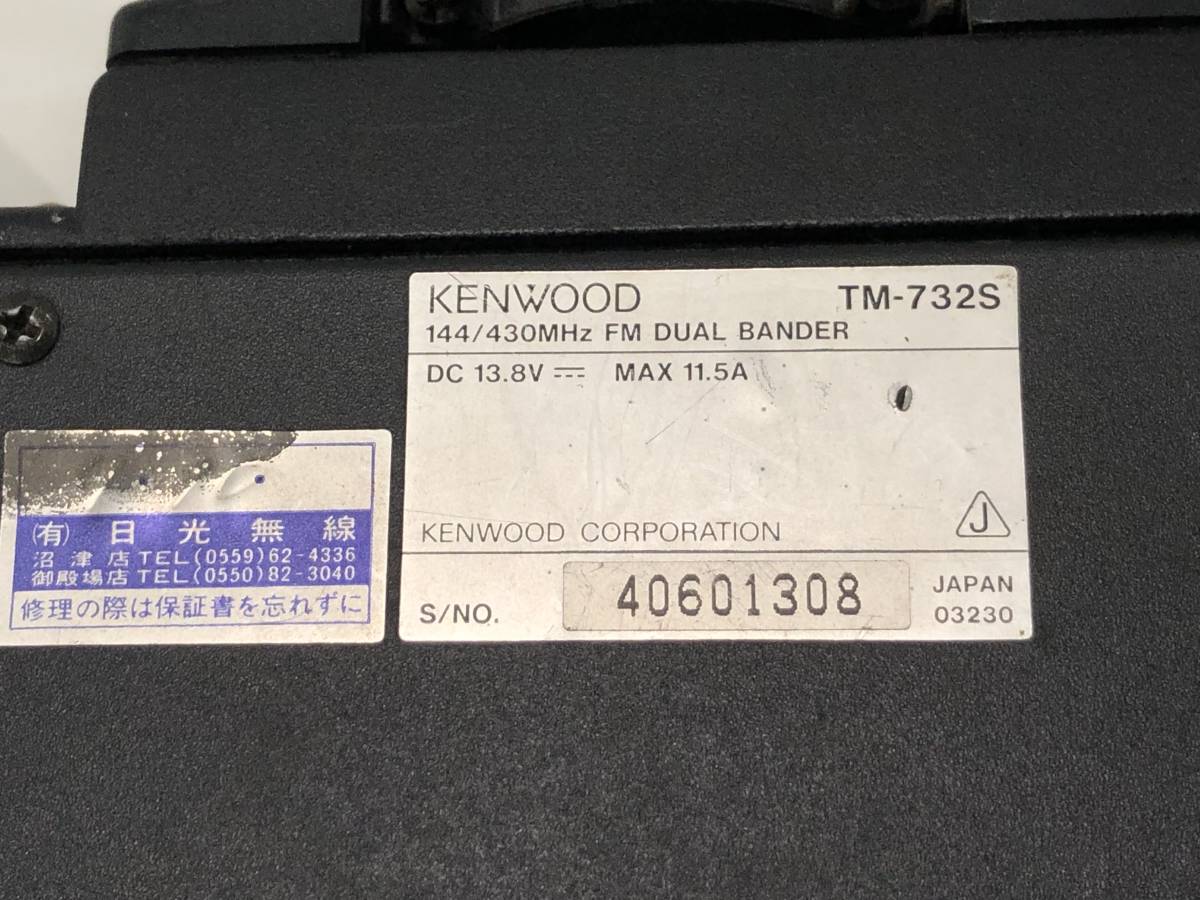 KENWOOD TM-732S
144/430MHz FM DUAL BANDER
DC 13.8V MAX 11.5A
KENWOOD CORPORATION
J
S/NO. 40601308
JAPAN
03230
(有) 日光無線
沼津店 TEL(0559)62-4336
御殿場店 TEL(0550)82-3040
修理の際は保証書を忘れずに